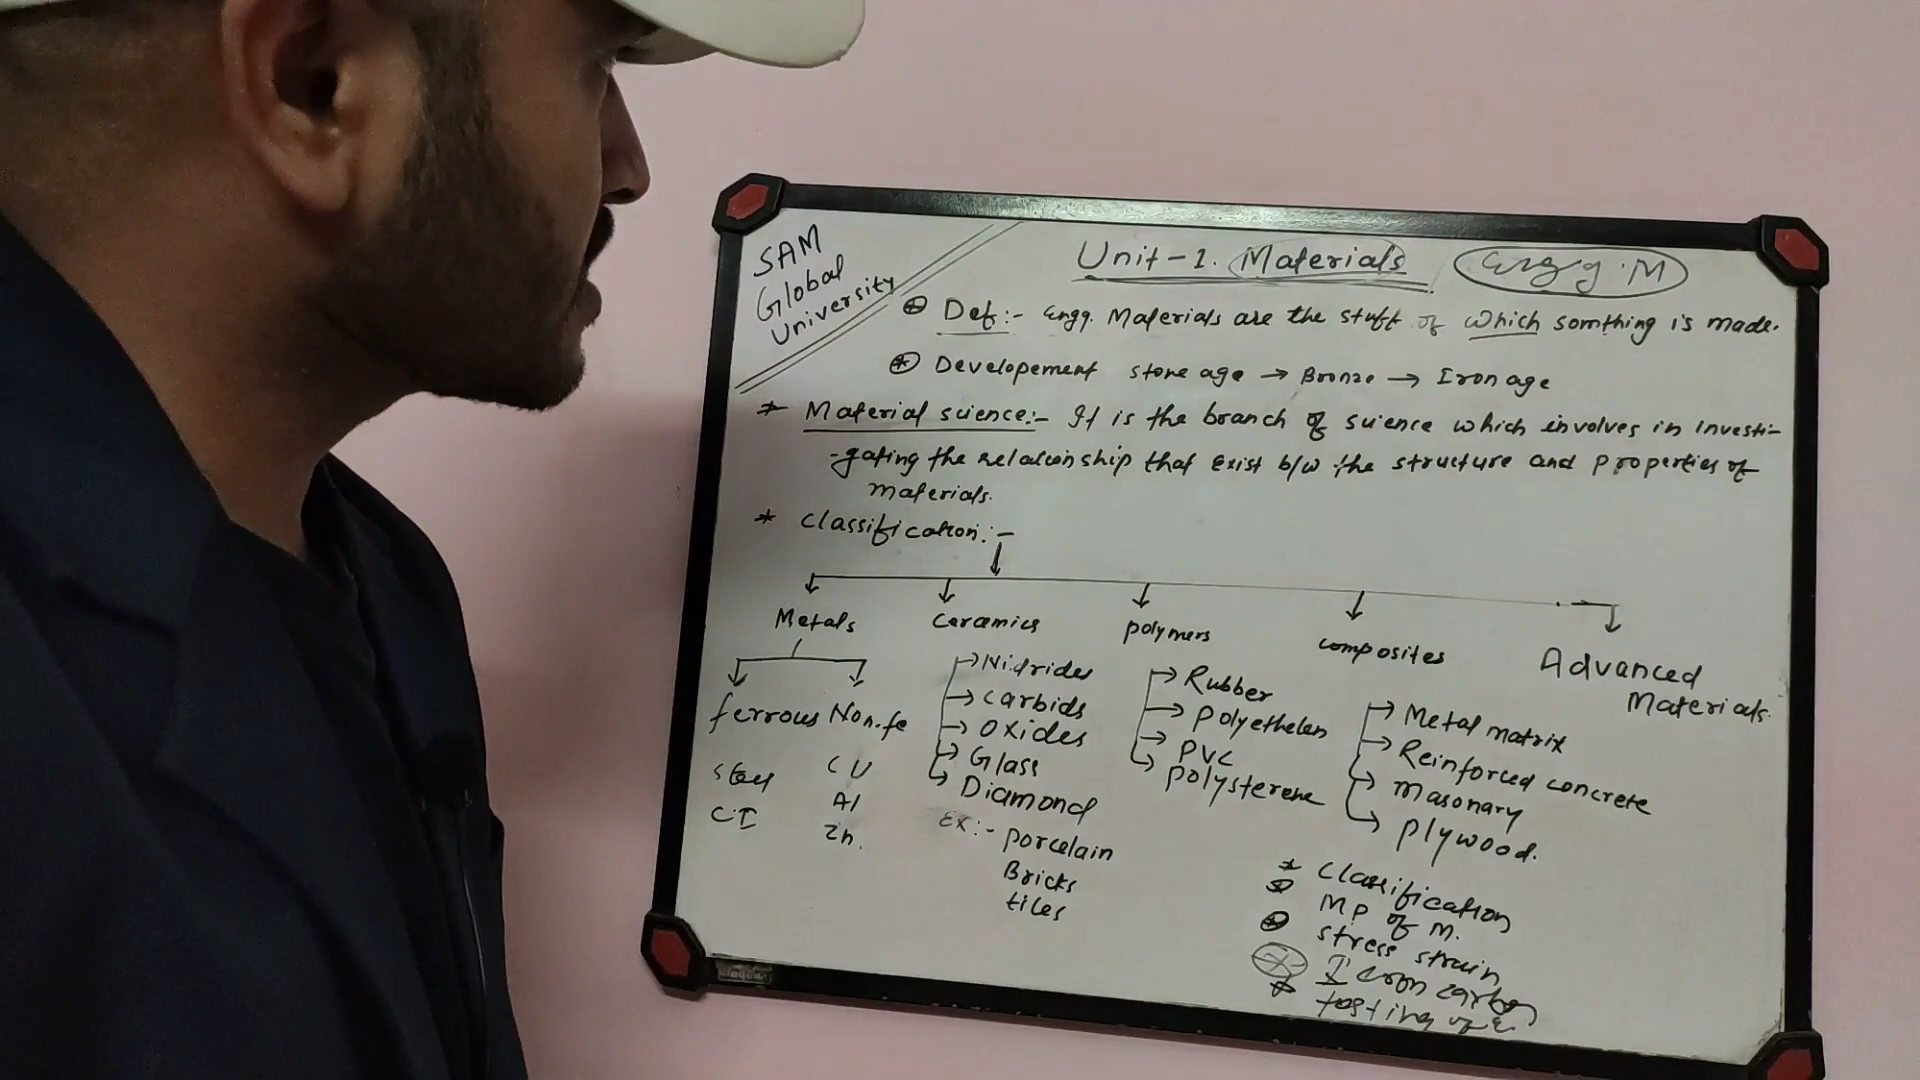 SAM
Global
University
Unit-1. Materials
Engg.M
Def:- Engg. Materials are the stuff of which somthing is made.
Developement stone age → Bronze → Iron age
* Material science:- It is the branch of science which involves in investi-
-gating the relationship that exist b/w the structure and properties of
materials.
* Classification:-
Metals
Ceramics
polymers
composites
Advanced
Materials
ferrous
Non.fe
steel
CI
CU
Al
Zn.
Nidrides
carbids
oxides
Glass
Diamond
Ex:- porcelain
Bricks
tiles
Rubber
polyethelen
PVC
polysterene
Metal matrix
Reinforced concrete
masonary
plywood.
* Classification
MP of M.
stress strain
Iron carbon
* testing of